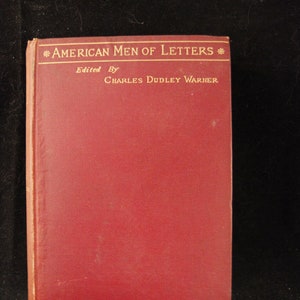 * AMERICAN MEN OF LETTERS *
Edited By
CHARLES DUDLEY WARNER